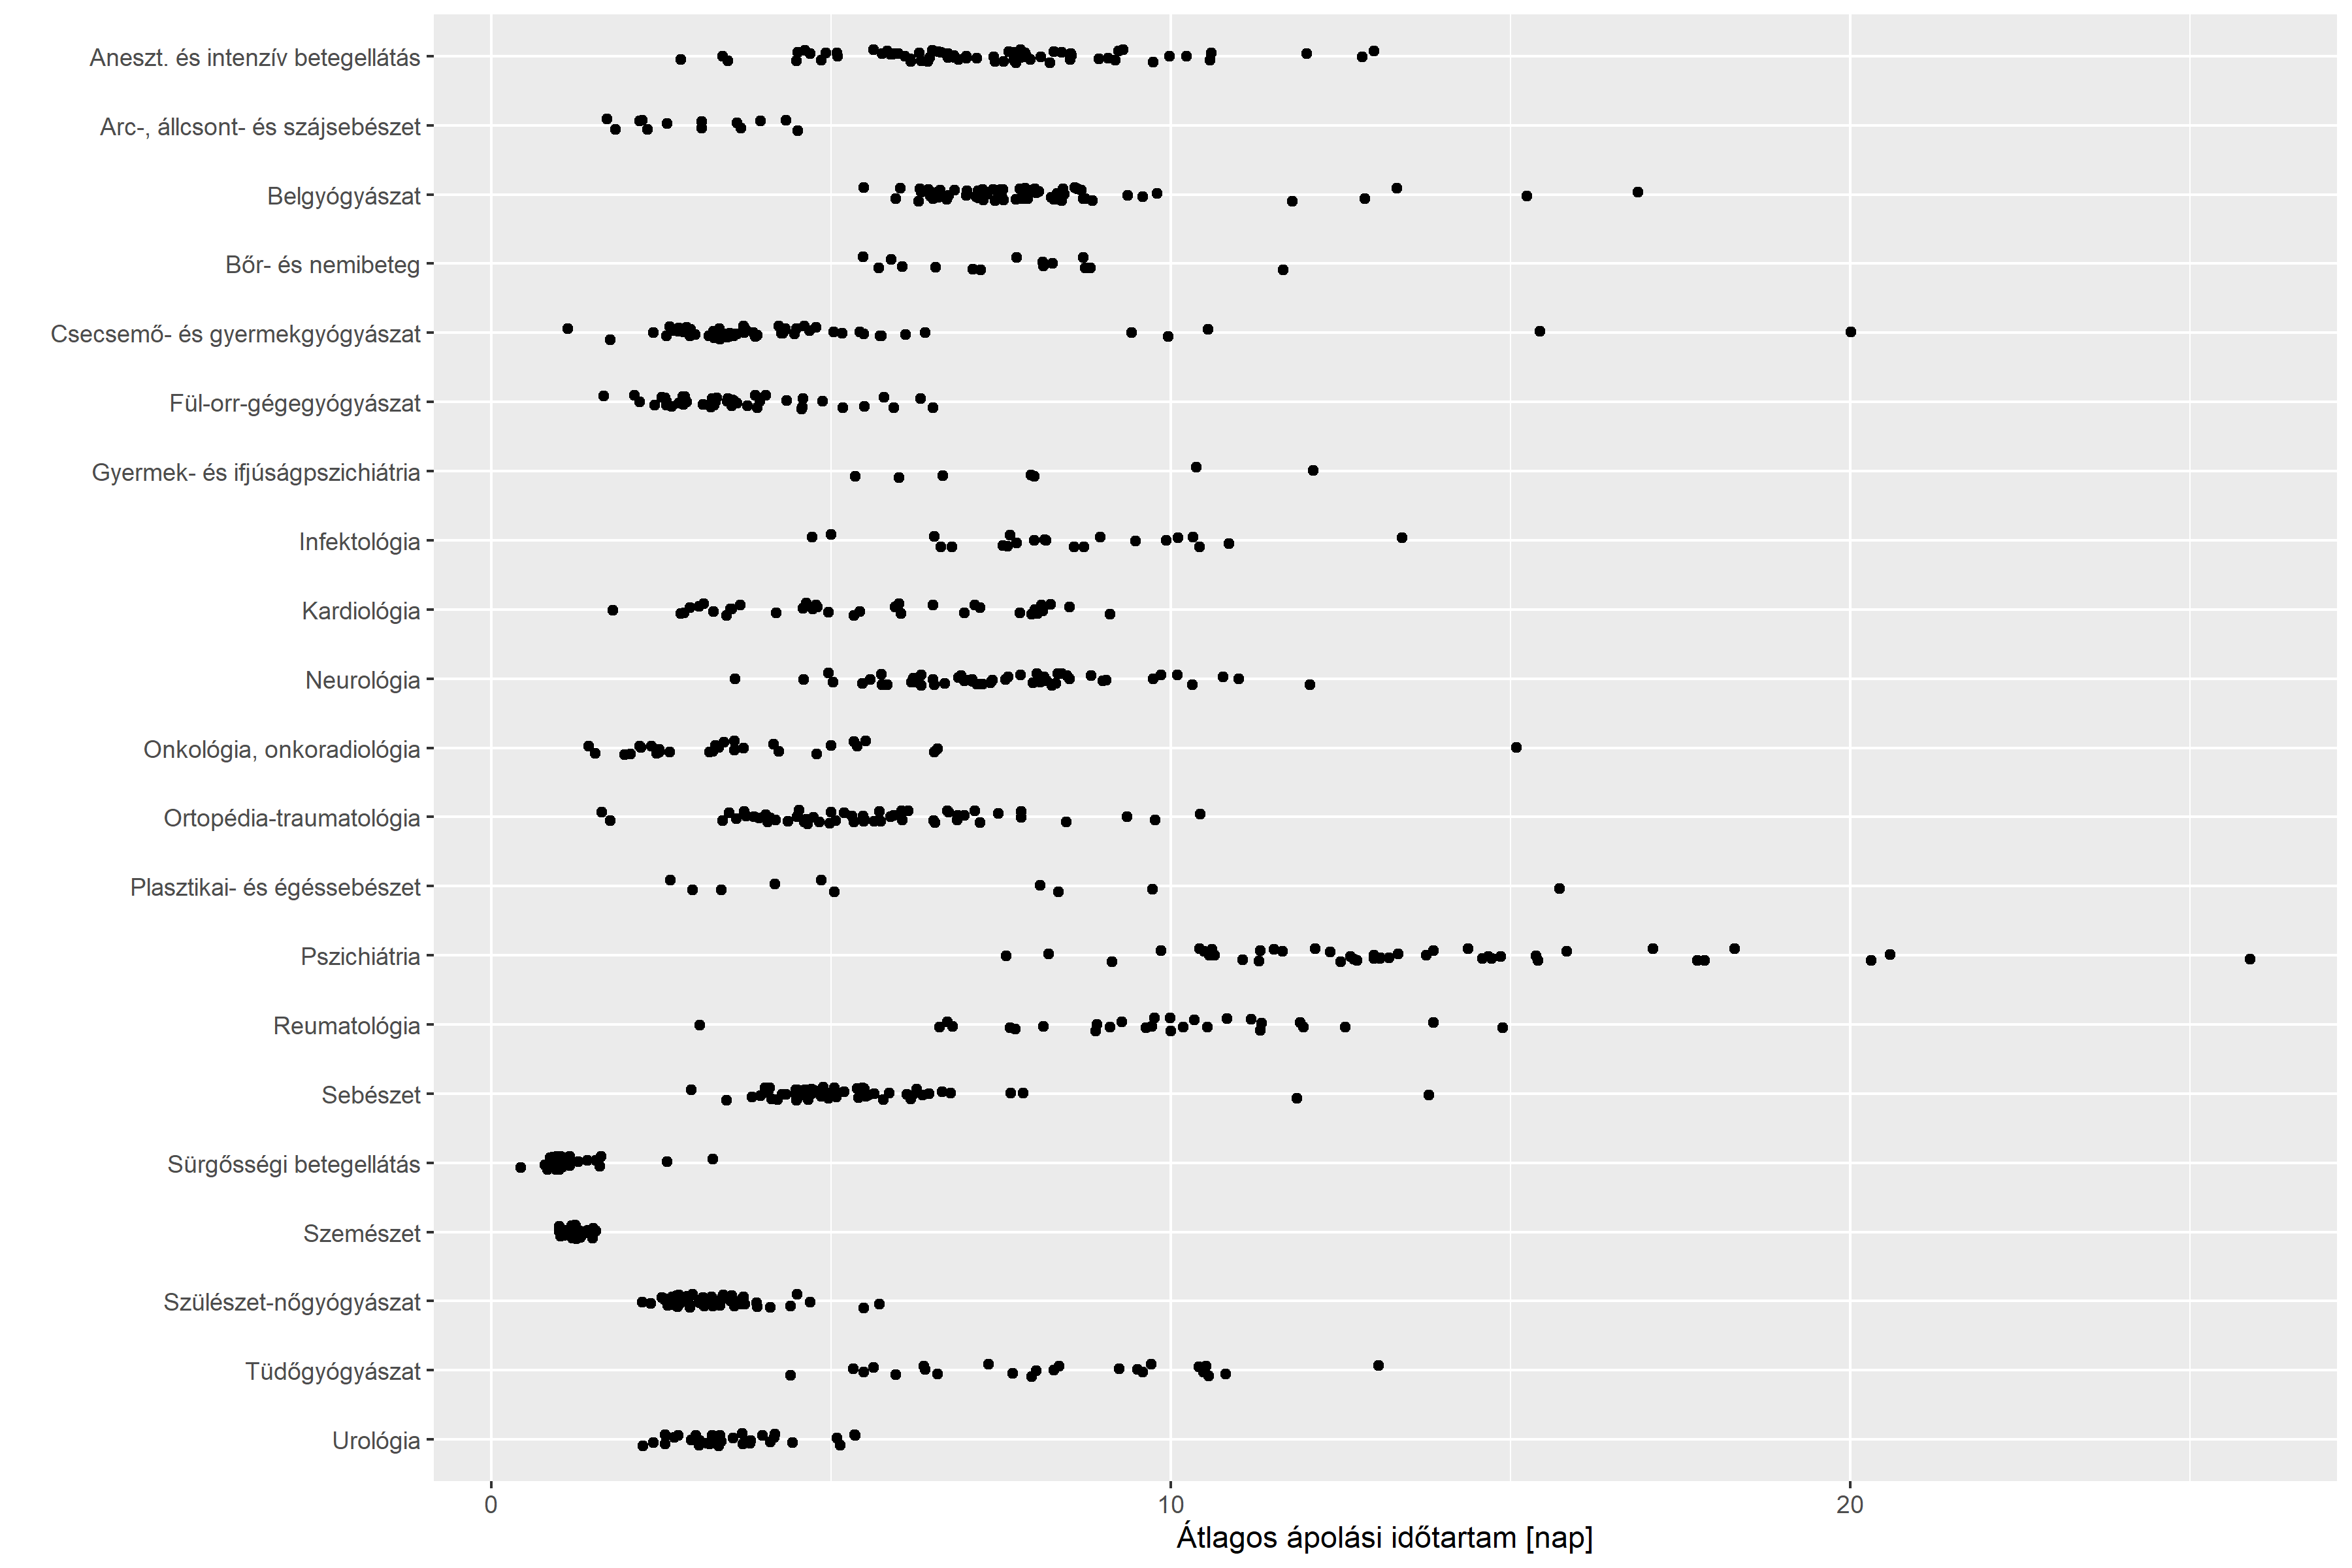 Aneszt. és intenzív betegellátás
Arc-, állcsont- és szájsebészet
Belgyógyászat
Bőr- és nemibeteg
Csecsemő- és gyermekgyógyászat
Fül-orr-gégegyógyászat
Gyermek- és ifjúságpszichiátria
Infektológia
Kardiológia
Neurológia
Onkológia, onkoradiológia
Ortopédia-traumatológia
Plasztikai- és égéssebészet
Pszichiátria
Reumatológia
Sebészet
Sürgősségi betegellátás
Szemészet
Szülészet-nőgyógyászat
Tüdőgyógyászat
Urológia
0 10 20
Átlagos ápolási időtartam [nap]